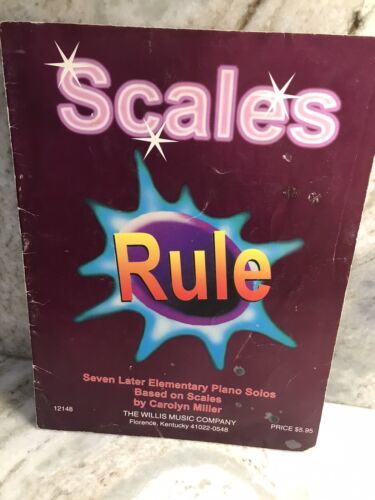 Scales
Rule
Seven Later Elementary Piano Solos
Based on Scales
by Carolyn Miller
12148
THE WILLIS MUSIC COMPANY
Florence, Kentucky 41022-0548
PRICE $5.95